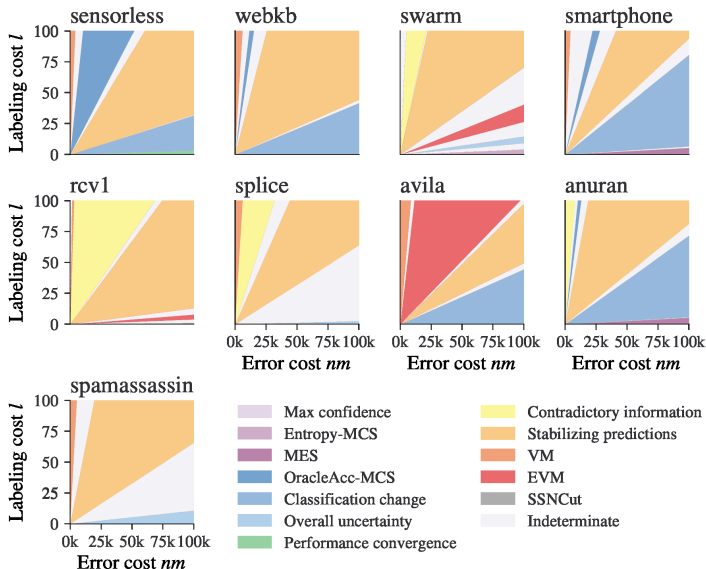 sensorless webkb swarm smartphone
Labeling cost l
100
75
50
25
0
rcv1 splice avila anuran
Labeling cost l
100
75
50
25
0
0k 25k 50k 75k 100k 0k 25k 50k 75k 100k 0k 25k 50k 75k 100k
Error cost nm Error cost nm Error cost nm
spamassassin
Labeling cost l
100
75
50
25
0
0k 25k 50k 75k 100k
Error cost nm
Max confidence
Entropy-MCS
MES
OracleAcc-MCS
Classification change
Overall uncertainty
Performance convergence
Contradictory information
Stabilizing predictions
VM
EVM
SSNCut
Indeterminate